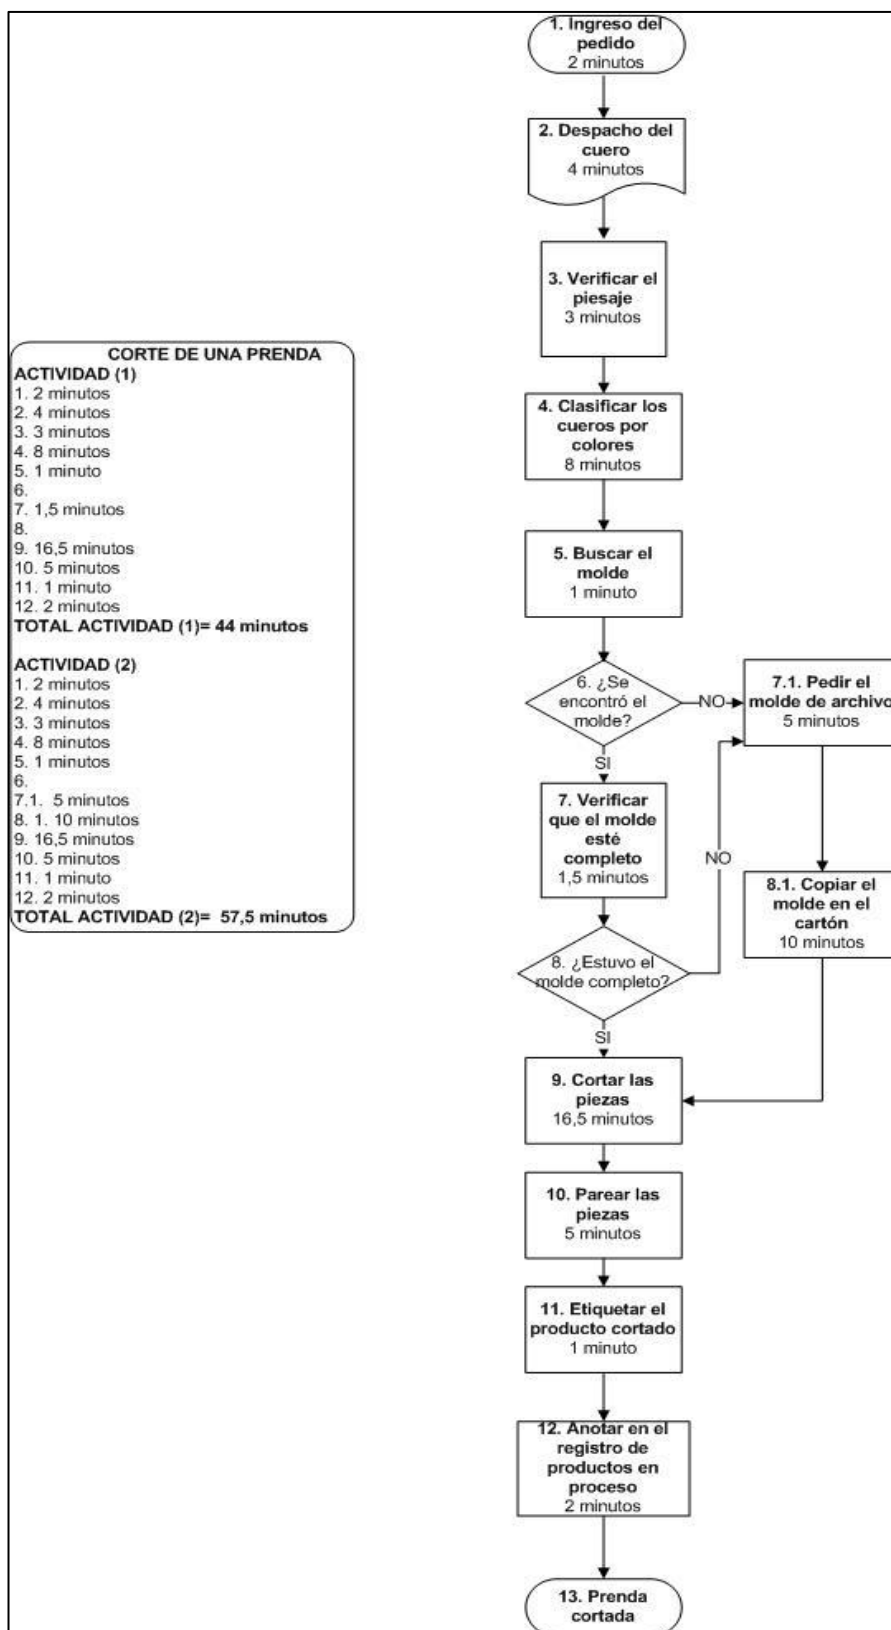 1. Ingreso del
pedido
2 minutos
2. Despacho del
cuero
4 minutos
3. Verificar el
piesaje
3 minutos
4. Clasificar los
cueros por
colores
8 minutos
5. Buscar el
molde
1 minuto
6. ¿Se
encontró el
molde?
NO
SI
7.1. Pedir el
molde de archivo
5 minutos
7. Verificar
que el molde
esté
completo
1,5 minutos
NO
8.1. Copiar el
molde en el
cartón
10 minutos
8. ¿Estuvo el
molde completo?
SI
9. Cortar las
piezas
16,5 minutos
10. Parear las
piezas
5 minutos
11. Etiquetar el
producto cortado
1 minuto
12. Anotar en el
registro de
productos en
proceso
2 minutos
13. Prenda
cortada
CORTE DE UNA PRENDA
ACTIVIDAD (1)
1. 2 minutos
2. 4 minutos
3. 3 minutos
4. 8 minutos
5. 1 minuto
6.
7. 1,5 minutos
8.
9. 16,5 minutos
10. 5 minutos
11. 1 minuto
12. 2 minutos
TOTAL ACTIVIDAD (1)= 44 minutos
ACTIVIDAD (2)
1. 2 minutos
2. 4 minutos
3. 3 minutos
4. 8 minutos
5. 1 minutos
6.
7.1. 5 minutos
8. 1. 10 minutos
9. 16,5 minutos
10. 5 minutos
11. 1 minuto
12. 2 minutos
TOTAL ACTIVIDAD (2)= 57,5 minutos